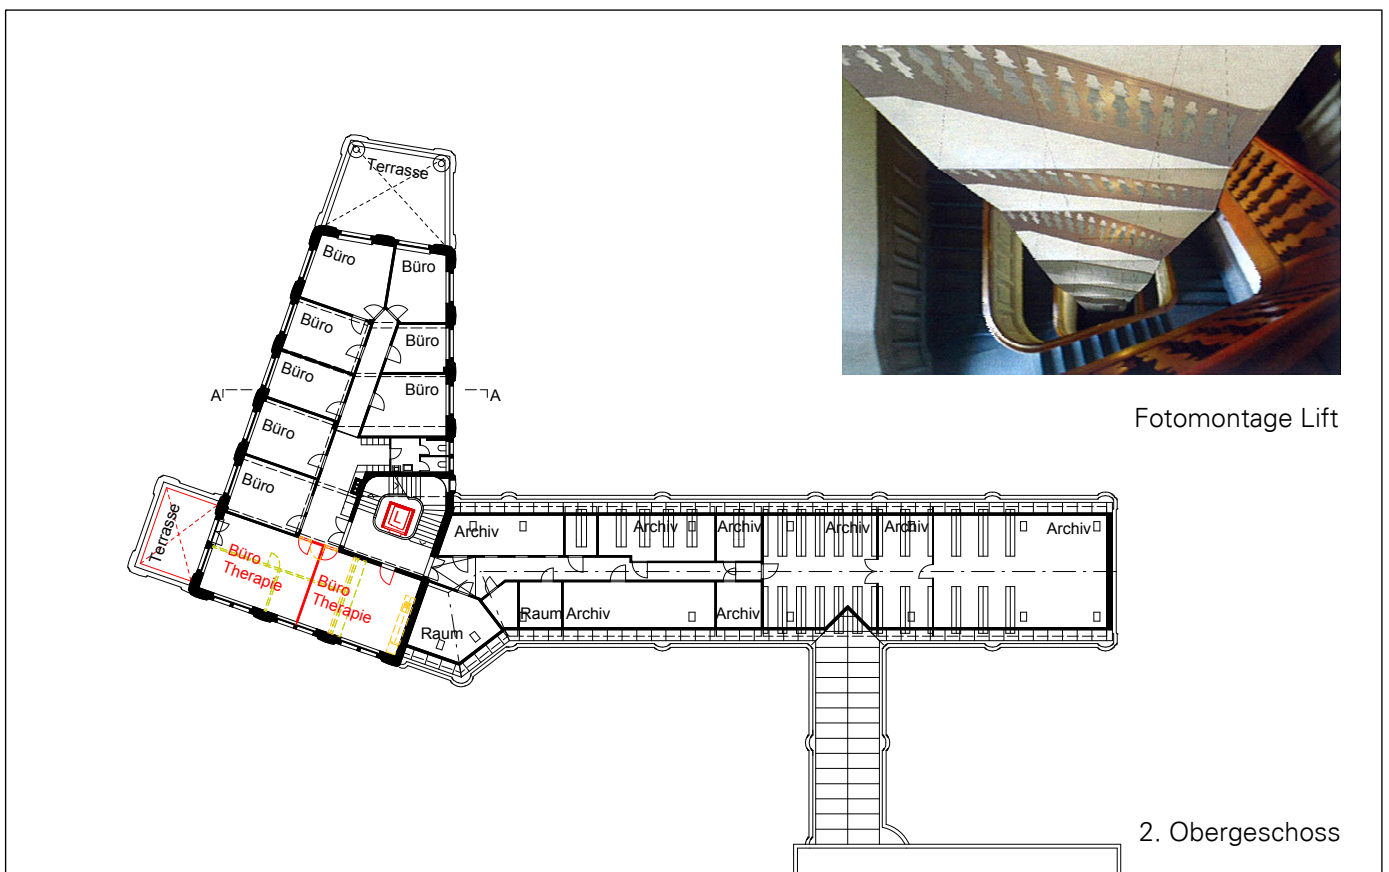 Terrasse
Büro
Büro
Büro
Büro
Büro
Büro
A
A
Fotomontage Lift
Büro
Büro
Terrasse
L
Archiv
Archiv
Archiv
Archiv
Archiv
Archiv
Büro
Therapie
Büro
Therapie
Raum
Raum
Archiv
Archiv
2. Obergeschoss